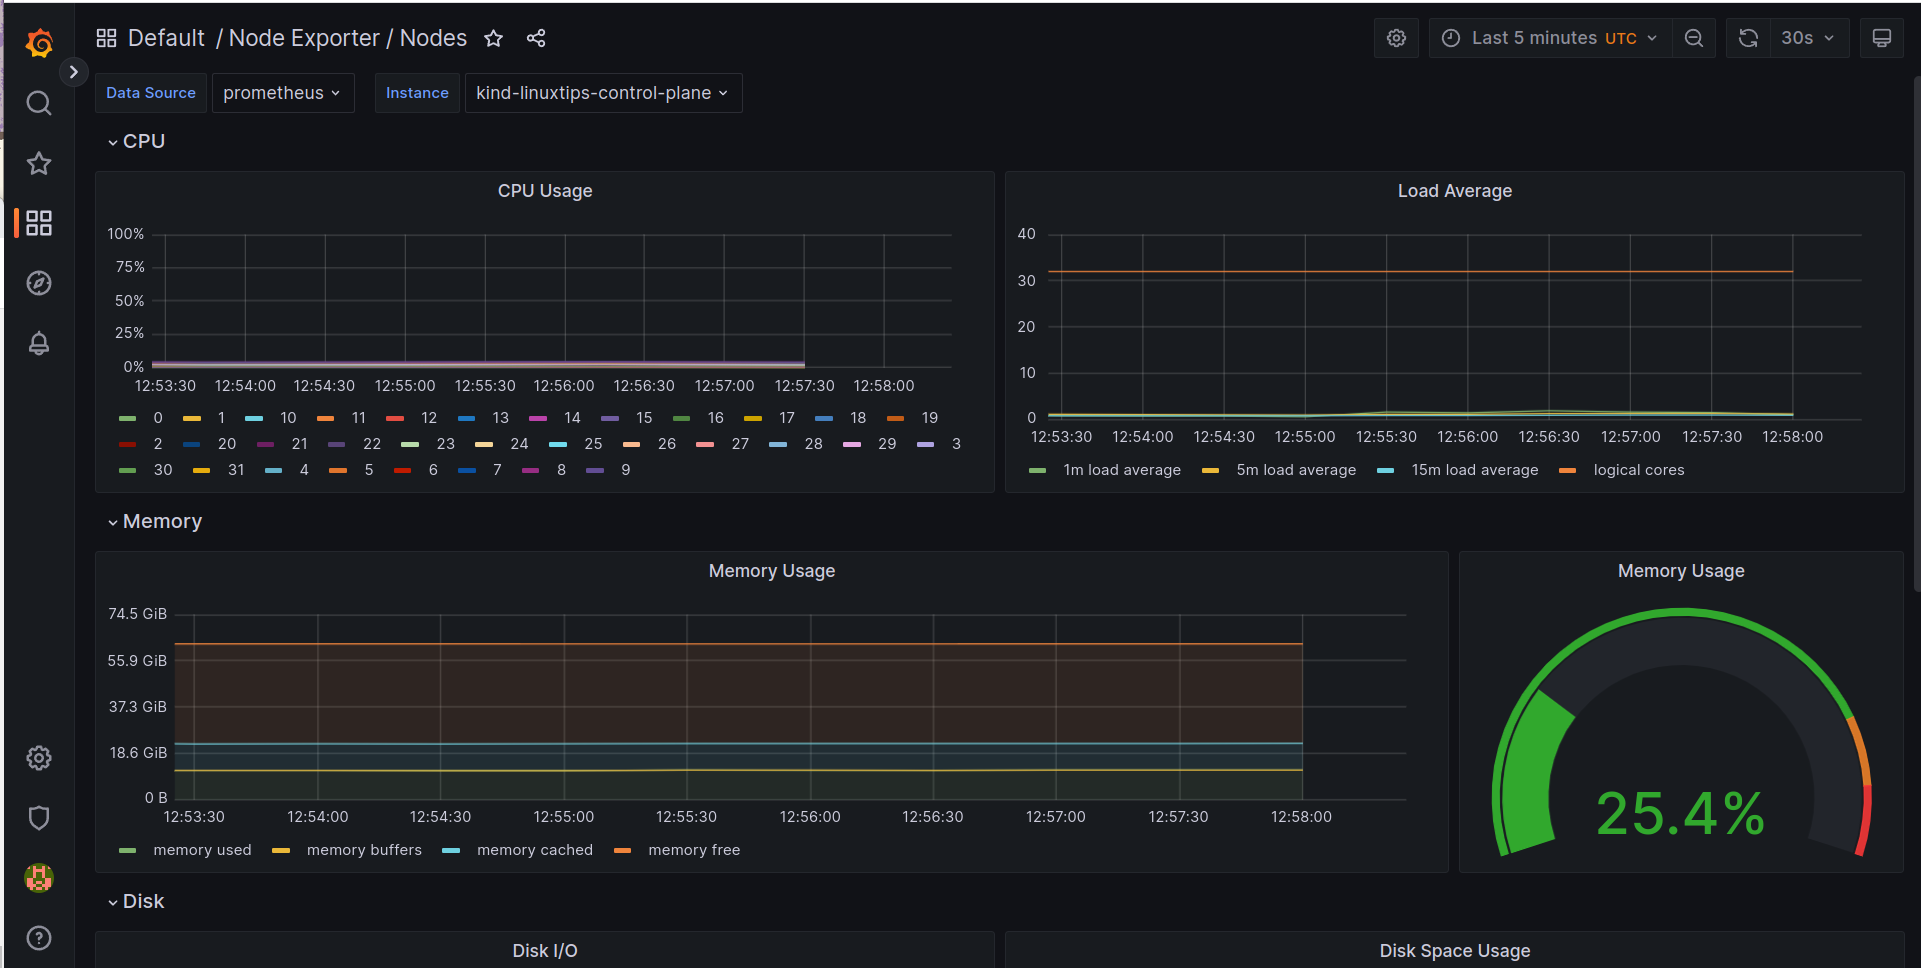 Default / Node Exporter / Nodes
Last 5 minutes UTC
30s
Data Source prometheus Instance kind-linuxtips-control-plane
CPU
CPU Usage
100%
75%
50%
25%
0%
12:53:30 12:54:00 12:54:30 12:55:00 12:55:30 12:56:00 12:56:30 12:57:00 12:57:30 12:58:00
0 1 10 11 12 13 14 15 16 17 18 19
2 20 21 22 23 24 25 26 27 28 29 3
30 31 4 5 6 7 8 9
Load Average
40
30
20
10
0
12:53:30 12:54:00 12:54:30 12:55:00 12:55:30 12:56:00 12:56:30 12:57:00 12:57:30 12:58:00
1m load average 5m load average 15m load average logical cores
Memory
Memory Usage
74.5 GiB
55.9 GiB
37.3 GiB
18.6 GiB
0 B
12:53:30 12:54:00 12:54:30 12:55:00 12:55:30 12:56:00 12:56:30 12:57:00 12:57:30 12:58:00
memory used memory buffers memory cached memory free
Memory Usage
25.4%
Disk
Disk I/O
Disk Space Usage